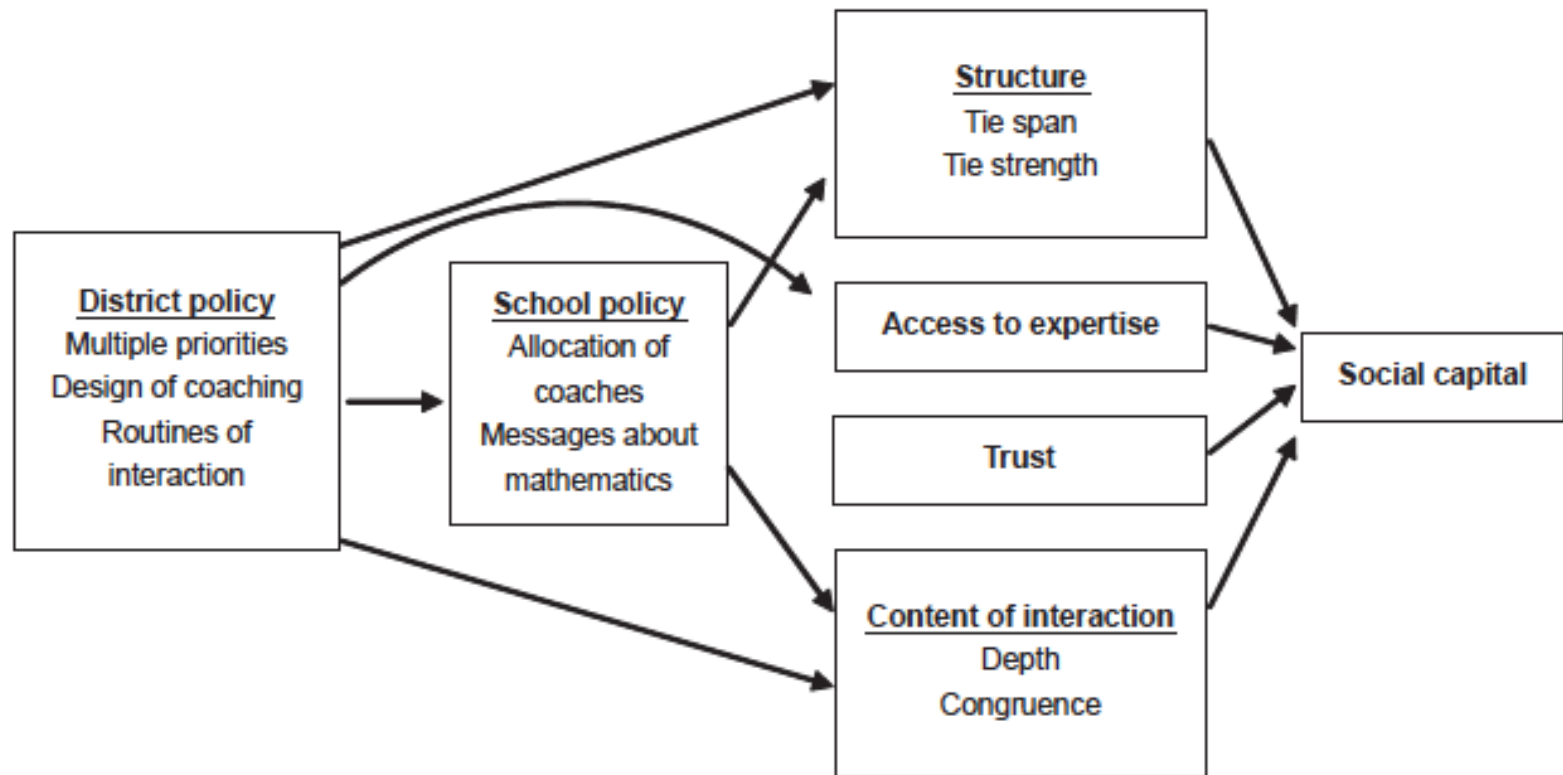 District policy
Multiple priorities
Design of coaching
Routines of
interaction
School policy
Allocation of
coaches
Messages about
mathematics
Structure
Tie span
Tie strength
Access to expertise
Trust
Content of interaction
Depth
Congruence
Social capital